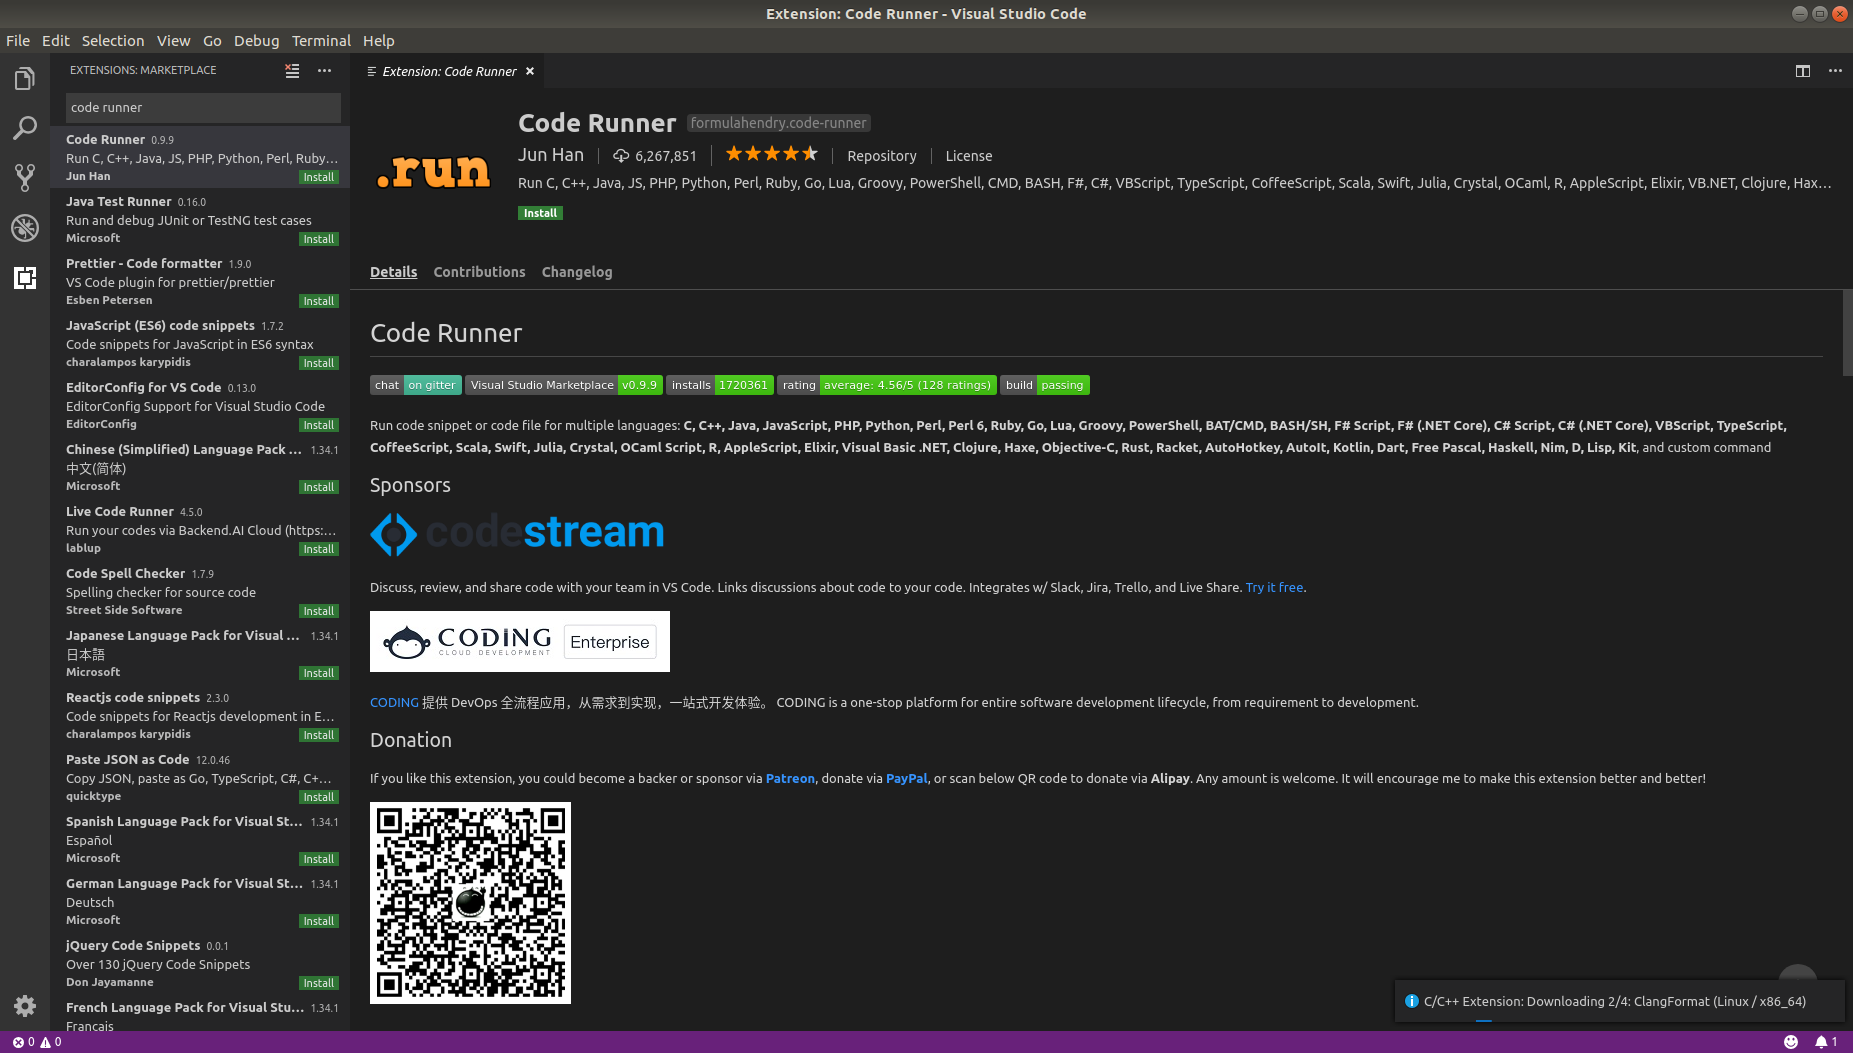 Extension: Code Runner - Visual Studio Code
File Edit Selection View Go Debug Terminal Help
EXTENSIONS: MARKETPLACE
code runner
Code Runner 0.9.9
Run C, C++, Java, JS, PHP, Python, Perl, Ruby...
Jun Han Install
Java Test Runner 0.16.0
Run and debug JUnit or TestNG test cases
Microsoft Install
Prettier - Code formatter 1.9.0
VS Code plugin for prettier/prettier
Esben Petersen Install
JavaScript (ES6) code snippets 1.7.2
Code snippets for JavaScript in ES6 syntax
charalampos karypidis Install
EditorConfig for VS Code 0.13.0
EditorConfig Support for Visual Studio Code
EditorConfig Install
Chinese (Simplified) Language Pack ... 1.34.1
中文(简体)
Microsoft Install
Live Code Runner 4.5.0
Run your codes via Backend.AI Cloud (https:...
lablup Install
Code Spell Checker 1.7.9
Spelling checker for source code
Street Side Software Install
Japanese Language Pack for Visual ... 1.34.1
日本語
Microsoft Install
Reactjs code snippets 2.3.0
Code snippets for Reactjs development in E...
charalampos karypidis Install
Paste JSON as Code 12.0.46
Copy JSON, paste as Go, TypeScript, C#, C+...
quicktype Install
Spanish Language Pack for Visual St... 1.34.1
Español
Microsoft Install
German Language Pack for Visual St... 1.34.1
Deutsch
Microsoft Install
jQuery Code Snippets 0.0.1
Over 130 jQuery Code Snippets
Don Jayamanne Install
French Language Pack for Visual Stu... 1.34.1
Français
Extension: Code Runner
.run
Code Runner formulahendry.code-runner
Jun Han 6,267,851 Repository License
Run C, C++, Java, JS, PHP, Python, Perl, Ruby, Go, Lua, Groovy, PowerShell, CMD, BASH, F#, C#, VBScript, TypeScript, CoffeeScript, Scala, Swift, Julia, Crystal, OCaml, R, AppleScript, Elixir, VB.NET, Clojure, Hax...
Install
Details Contributions Changelog
Code Runner
chat on gitter Visual Studio Marketplace v0.9.9 installs 1720361 rating average: 4.56/5 (128 ratings) build passing
Run code snippet or code file for multiple languages: C, C++, Java, JavaScript, PHP, Python, Perl, Perl 6, Ruby, Go, Lua, Groovy, PowerShell, BAT/CMD, BASH/SH, F# Script, F# (.NET Core), C# Script, C# (.NET Core), VBScript, TypeScript,
CoffeeScript, Scala, Swift, Julia, Crystal, OCaml Script, R, AppleScript, Elixir, Visual Basic .NET, Clojure, Haxe, Objective-C, Rust, Racket, AutoHotkey, AutoIt, Kotlin, Dart, Free Pascal, Haskell, Nim, D, Lisp, Kit, and custom command
Sponsors
codestream
Discuss, review, and share code with your team in VS Code. Links discussions about code to your code. Integrates w/ Slack, Jira, Trello, and Live Share. Try it free.
CODING Enterprise
CLOUD DEVELOPMENT
CODING 提供 DevOps 全流程应用，从需求到实现，一站式开发体验。 CODING is a one-stop platform for entire software development lifecycle, from requirement to development.
Donation
If you like this extension, you could become a backer or sponsor via Patreon, donate via PayPal, or scan below QR code to donate via Alipay. Any amount is welcome. It will encourage me to make this extension better and better!
C/C++ Extension: Downloading 2/4: ClangFormat (Linux / x86_64)
0 0 1